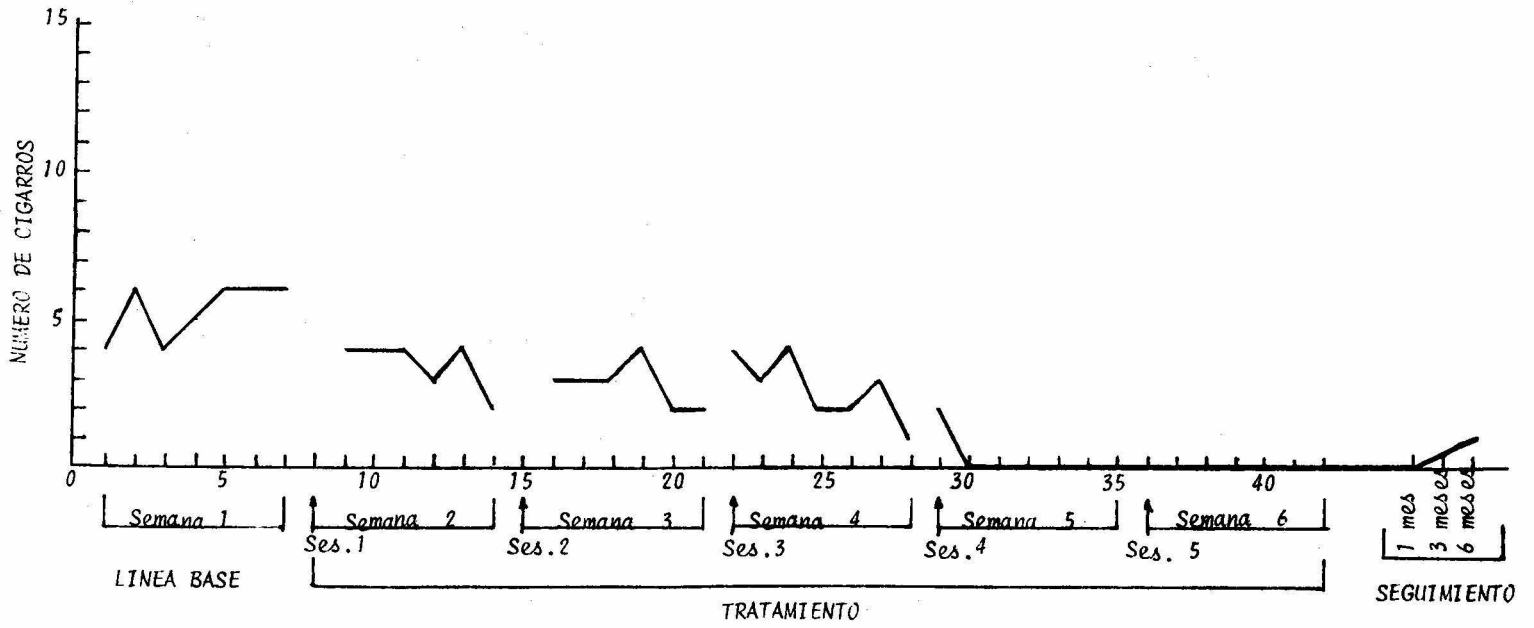 15
10
5
NUMERO DE CIGARROS
0 5 10 15 20 25 30 35 40
Semana 1 Semana 2 Semana 3 Semana 4 Semana 5 Semana 6
Ses.1 Ses.2 Ses.3 Ses.4 Ses. 5
1 mes
3 meses
6 meses
LINEA BASE
TRATAMIENTO
SEGUIMIENTO